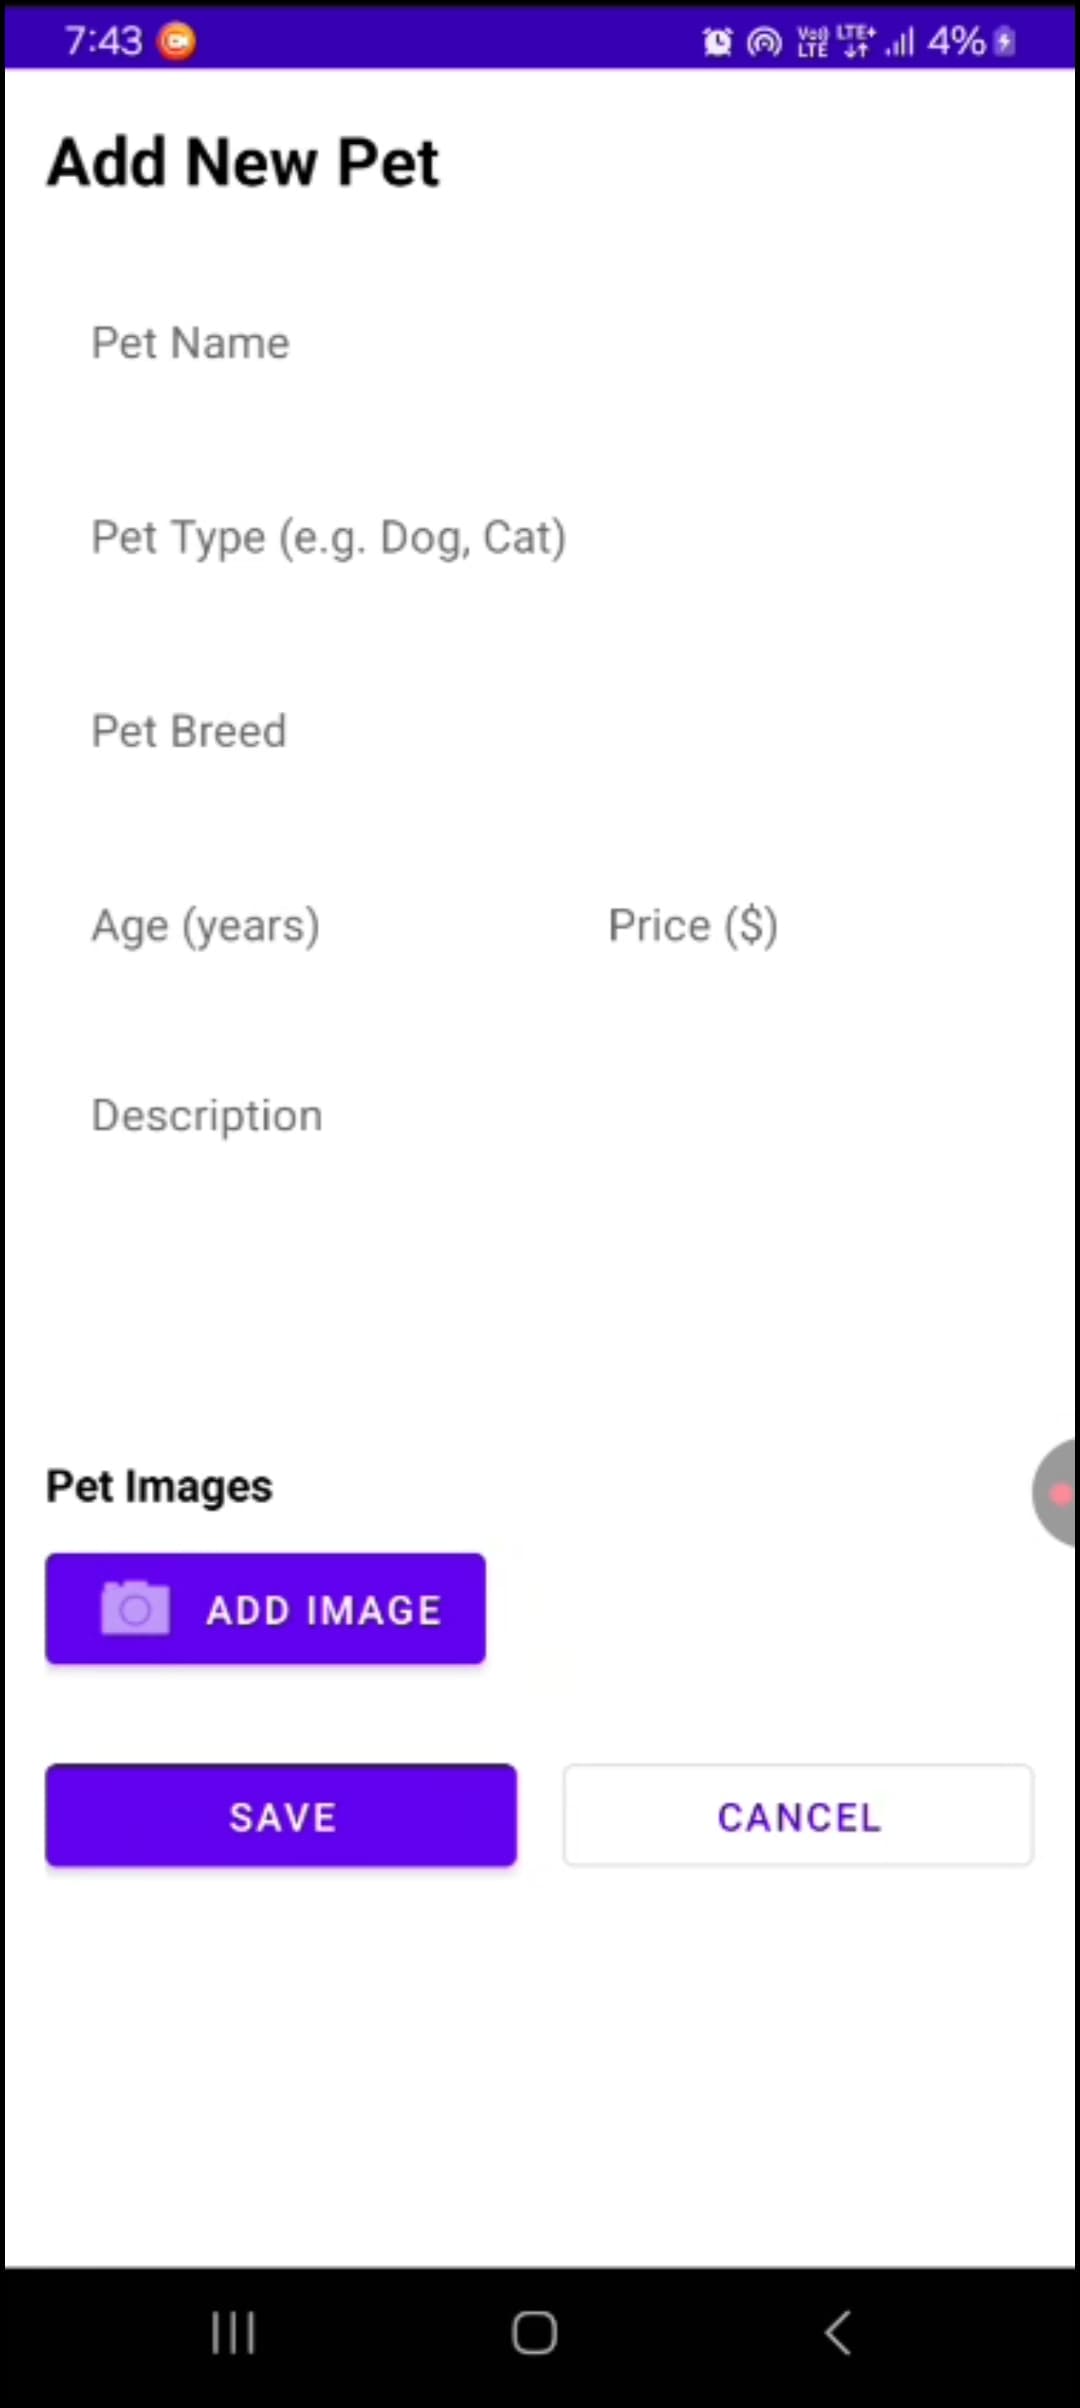 7:43 Vo)) LTE LTE+ 4%
Add New Pet
Pet Name
Pet Type (e.g. Dog, Cat)
Pet Breed
Age (years) Price ($)
Description
Pet Images
ADD IMAGE
SAVE CANCEL